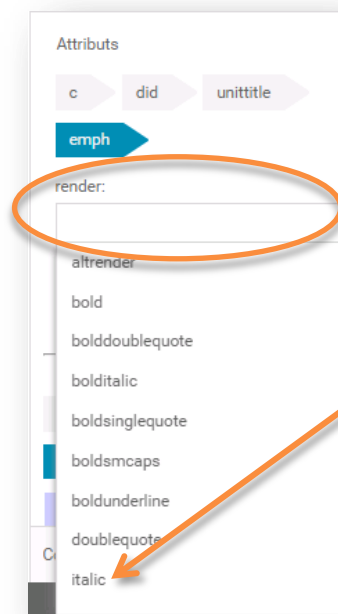 Attributs
c did unittitle
emph
render:
altrender
bold
bolddoublequote
bolditalic
boldsinglequote
boldsmcaps
boldunderline
doublequote
italic